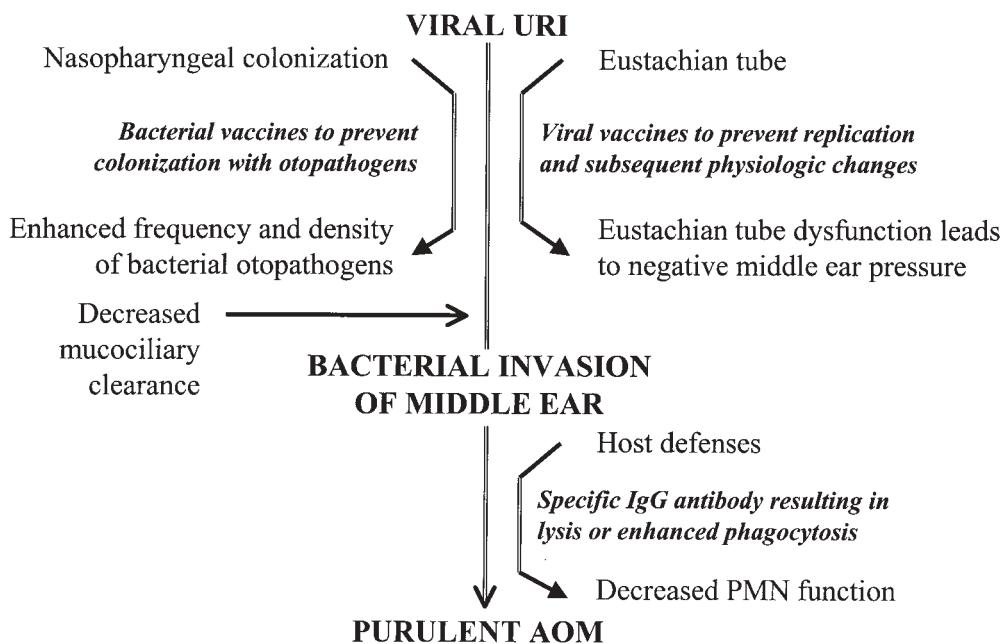 VIRAL URI
Nasopharyngeal colonization
Eustachian tube
Bacterial vaccines to prevent
colonization with otopathogens
Viral vaccines to prevent replication
and subsequent physiologic changes
Enhanced frequency and density
of bacterial otopathogens
Eustachian tube dysfunction leads
to negative middle ear pressure
Decreased
mucociliary
clearance
BACTERIAL INVASION
OF MIDDLE EAR
Host defenses
Specific IgG antibody resulting in
lysis or enhanced phagocytosis
Decreased PMN function
PURULENT AOM